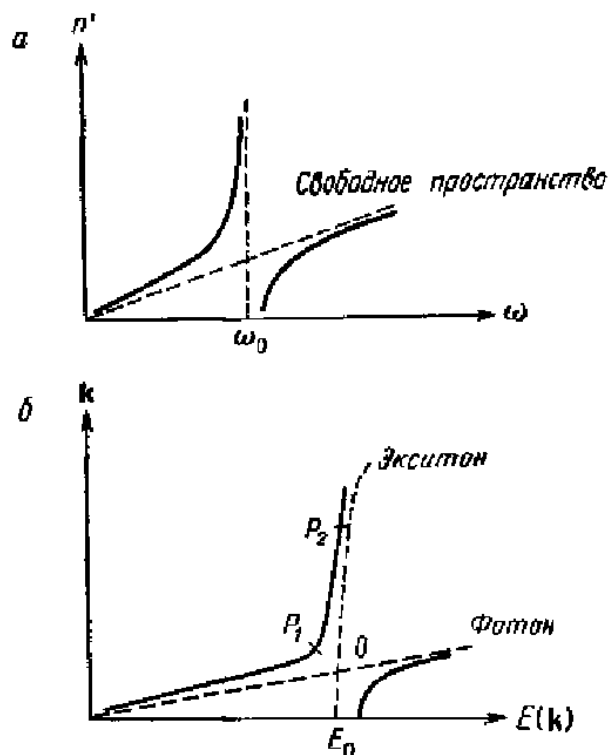 а
n'
Свободное пространство
ω₀
ω
б
k
Экситон
P₂
P₁
0
Фотон
E₀
E(k)